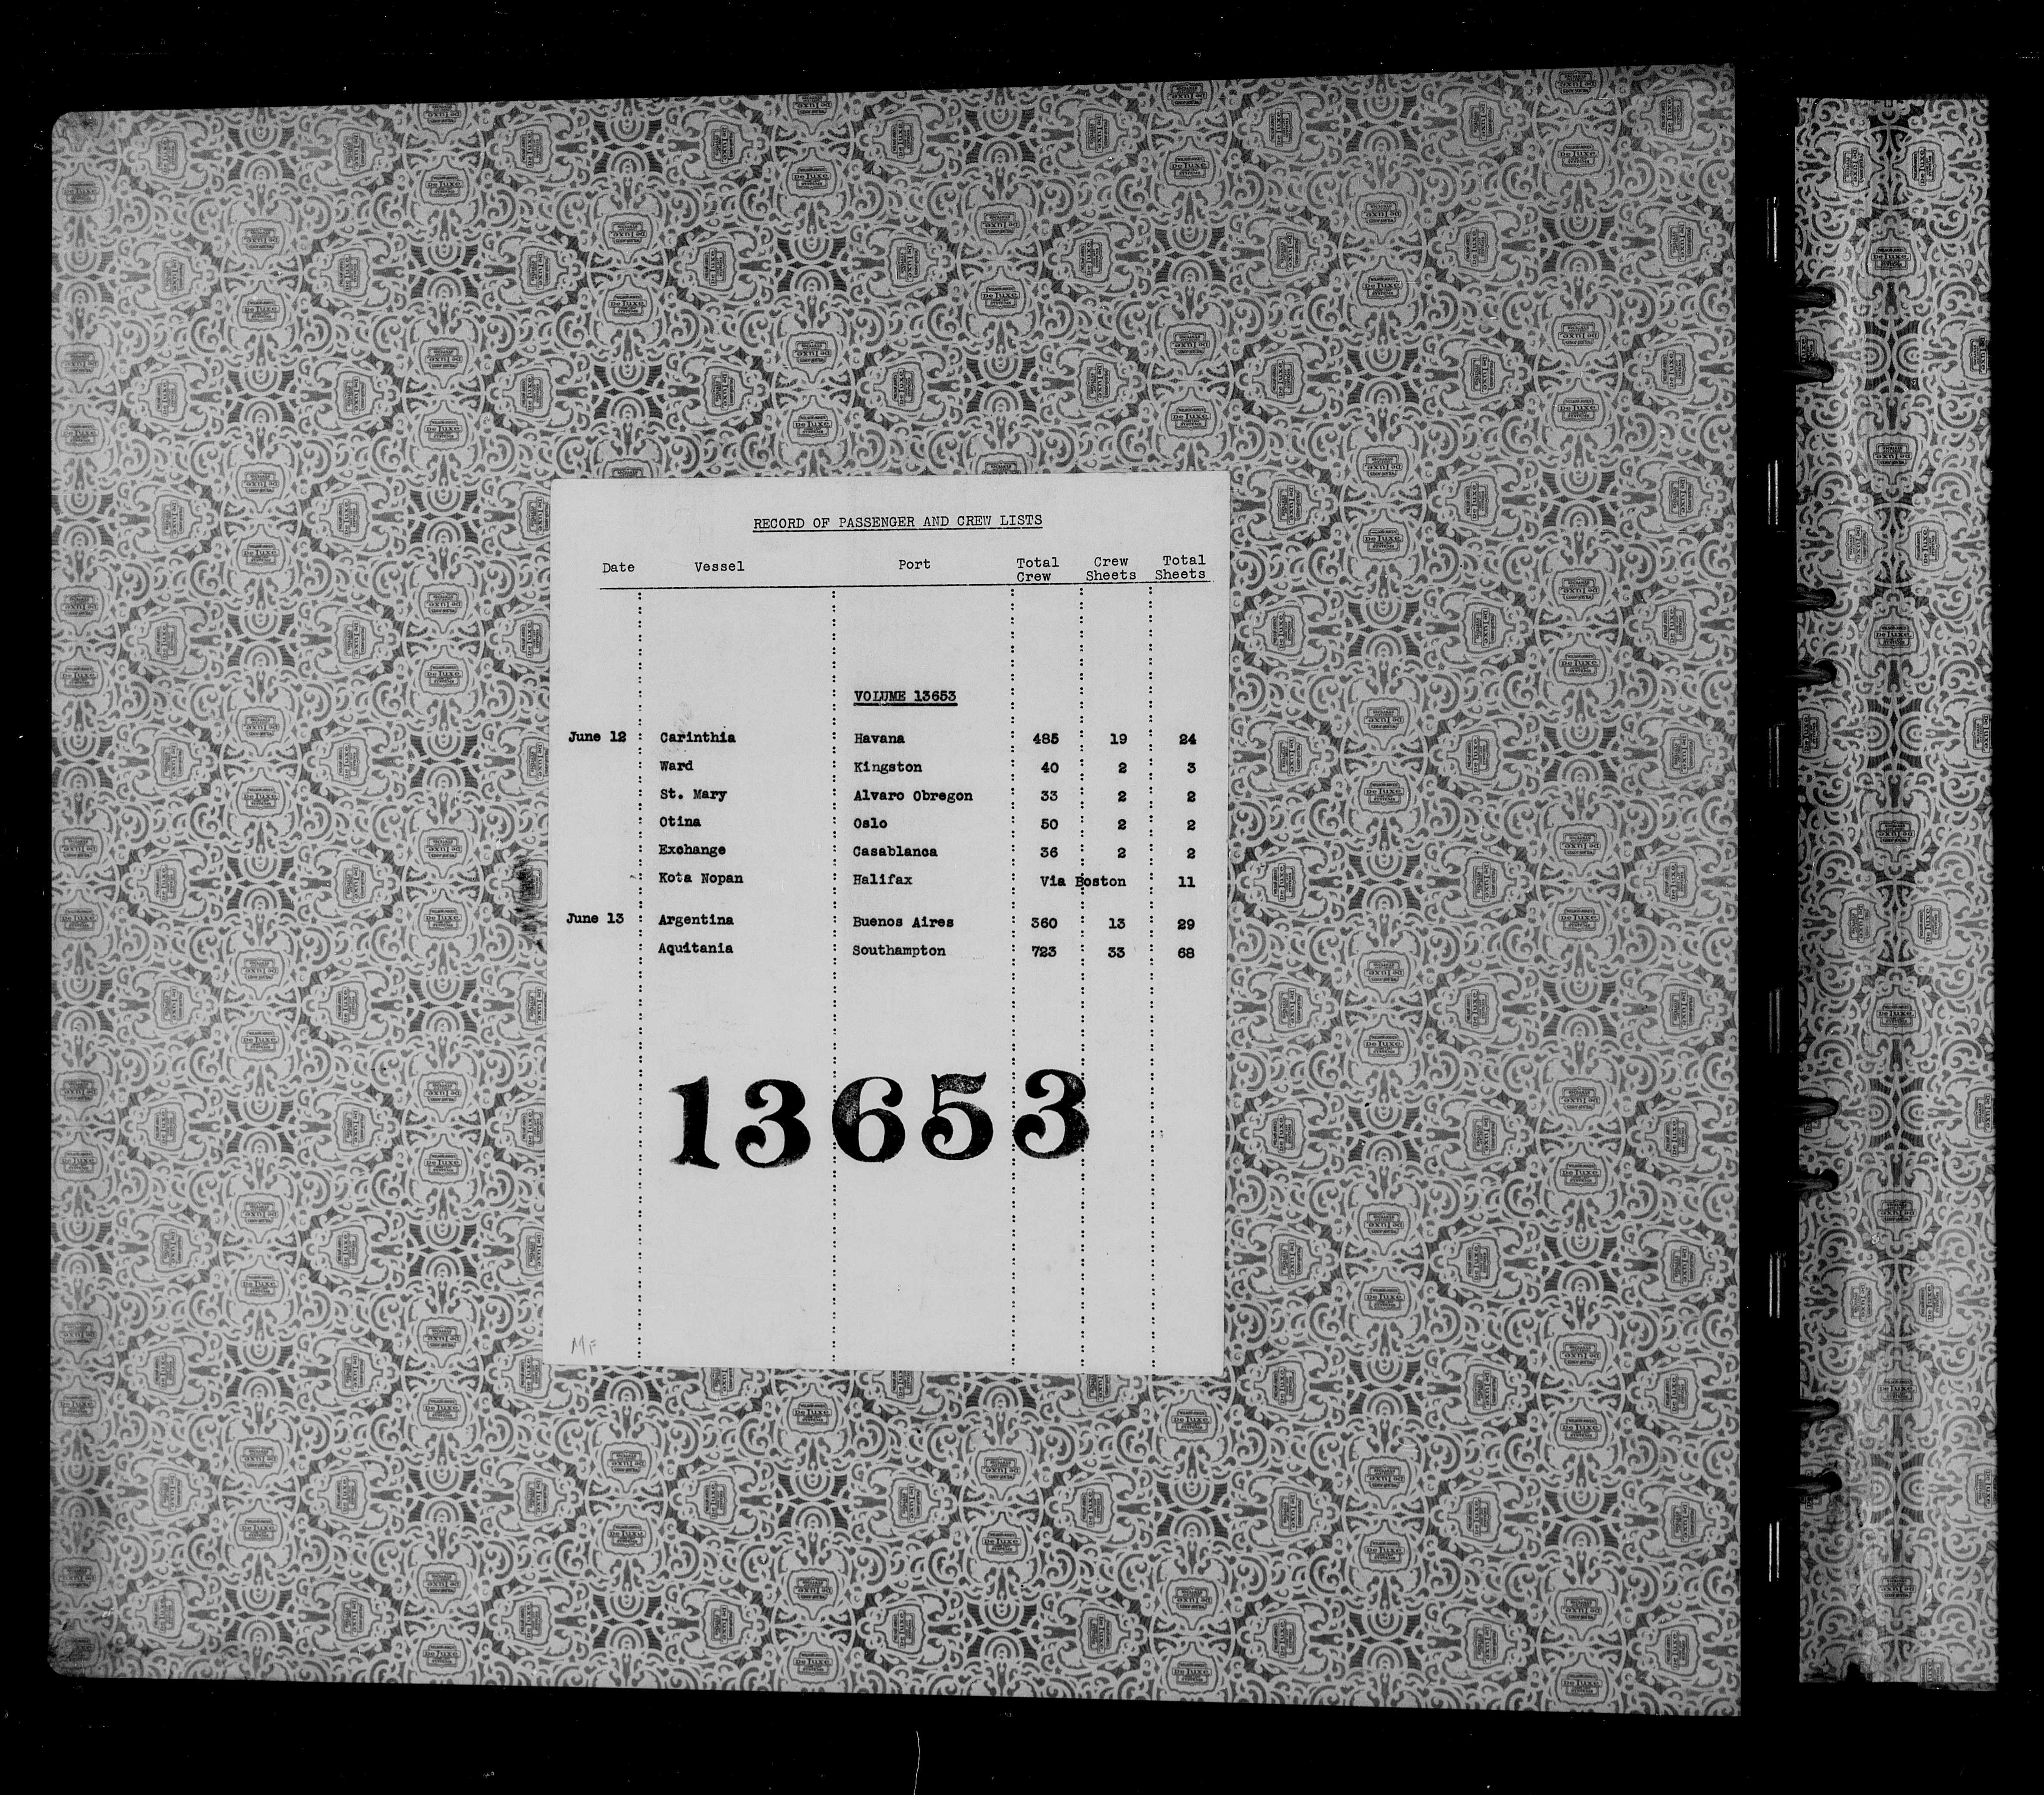 RECORD OF PASSENGER AND CREW LISTS
Date Vessel Port Total Crew Crew Sheets Total Sheets
VOLUME 13653
June 12 Carinthia Havana 485 19 24
Ward Kingston 40 2 3
St. Mary Alvaro Obregon 33 2 2
Otina Oslo 50 2 2
Exchange Casablanca 36 2 2
Kota Nopan Halifax Via Boston 11
June 13 Argentina Buenos Aires 360 13 29
Aquitania Southampton 723 33 68
13653
MF